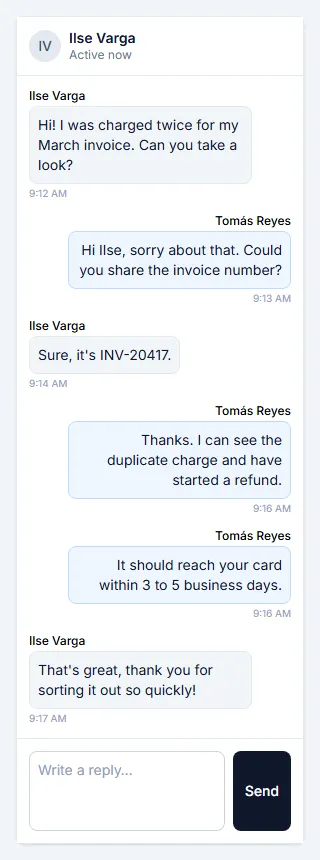 IV
Ilse Varga
Active now
Ilse Varga
Hi! I was charged twice for my
March invoice. Can you take a
look?
9:12 AM
Tomás Reyes
Hi Ilse, sorry about that. Could
you share the invoice number?
9:13 AM
Ilse Varga
Sure, it's INV-20417.
9:14 AM
Tomás Reyes
Thanks. I can see the
duplicate charge and have
started a refund.
9:16 AM
Tomás Reyes
It should reach your card
within 3 to 5 business days.
9:16 AM
Ilse Varga
That's great, thank you for
sorting it out so quickly!
9:17 AM
Write a reply...
Send